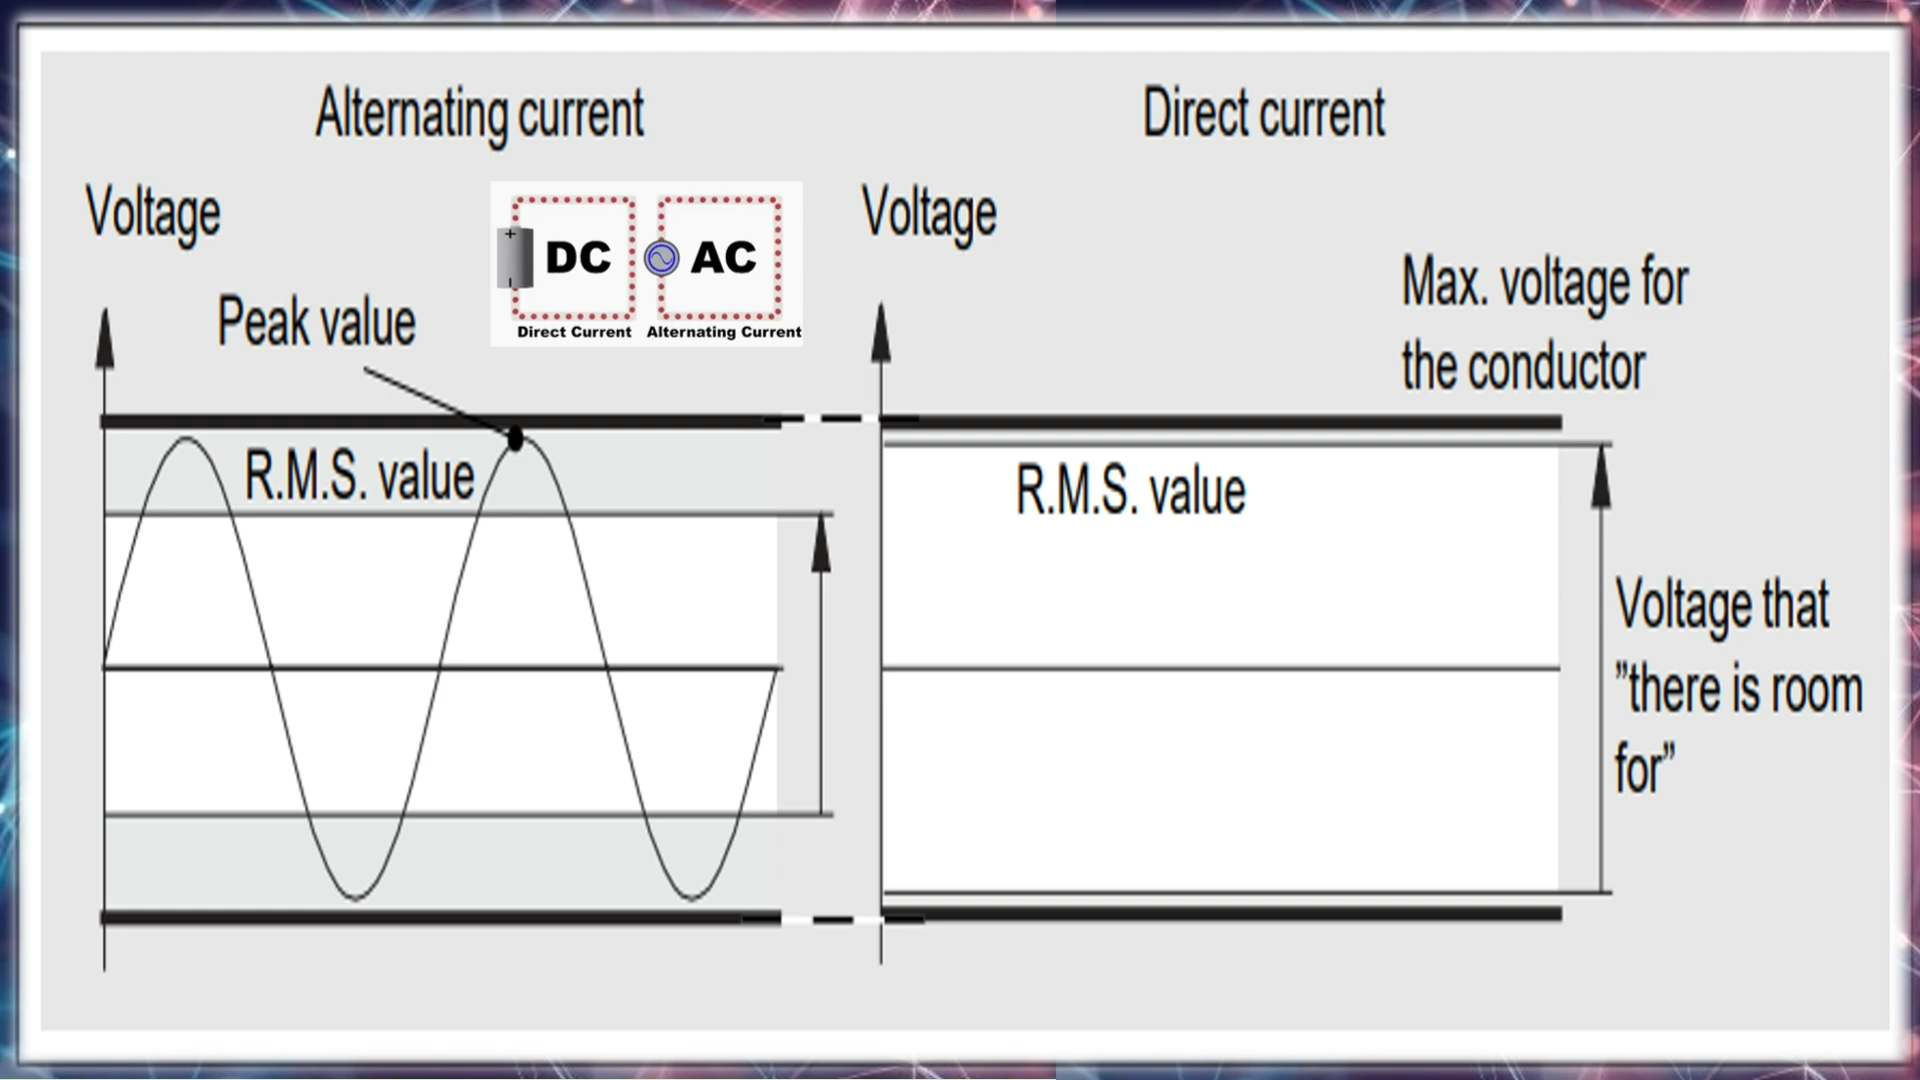 Alternating current
Direct current
Voltage
Voltage
Peak value
+
DC
AC
Direct Current
Alternating Current
Max. voltage for
the conductor
R.M.S. value
R.M.S. value
Voltage that
”there is room
for”